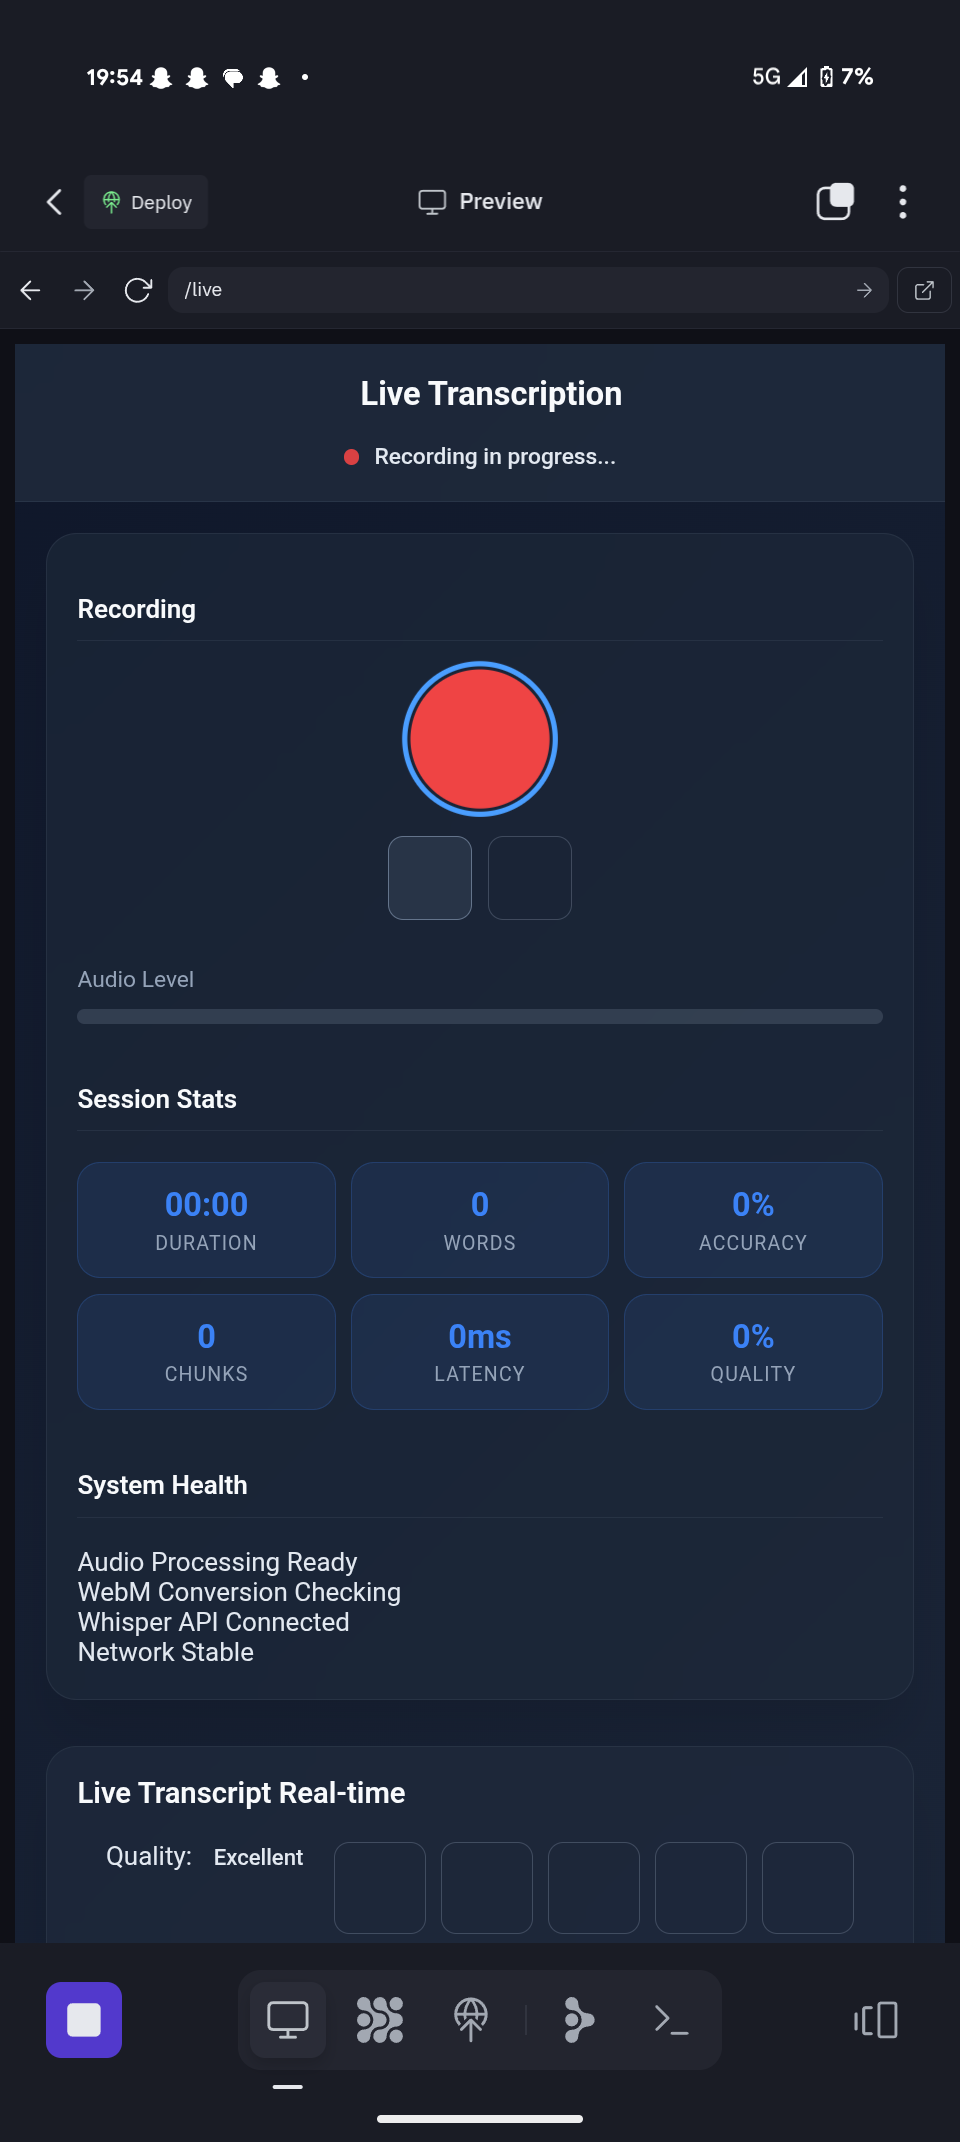 19:54
5G 7%
Deploy
Preview
/live
Live Transcription
Recording in progress...
Recording
Audio Level
Session Stats
00:00 0 0%
DURATION WORDS ACCURACY
0 0ms 0%
CHUNKS LATENCY QUALITY
System Health
Audio Processing Ready
WebM Conversion Checking
Whisper API Connected
Network Stable
Live Transcript Real-time
Quality: Excellent